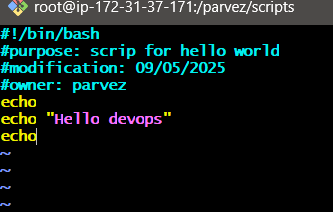 root@ip-172-31-37-171:/parvez/scripts
#!/bin/bash
#purpose: scrip for hello world
#modification: 09/05/2025
#owner: parvez
echo
echo "Hello devops"
echo
~
~
~
~